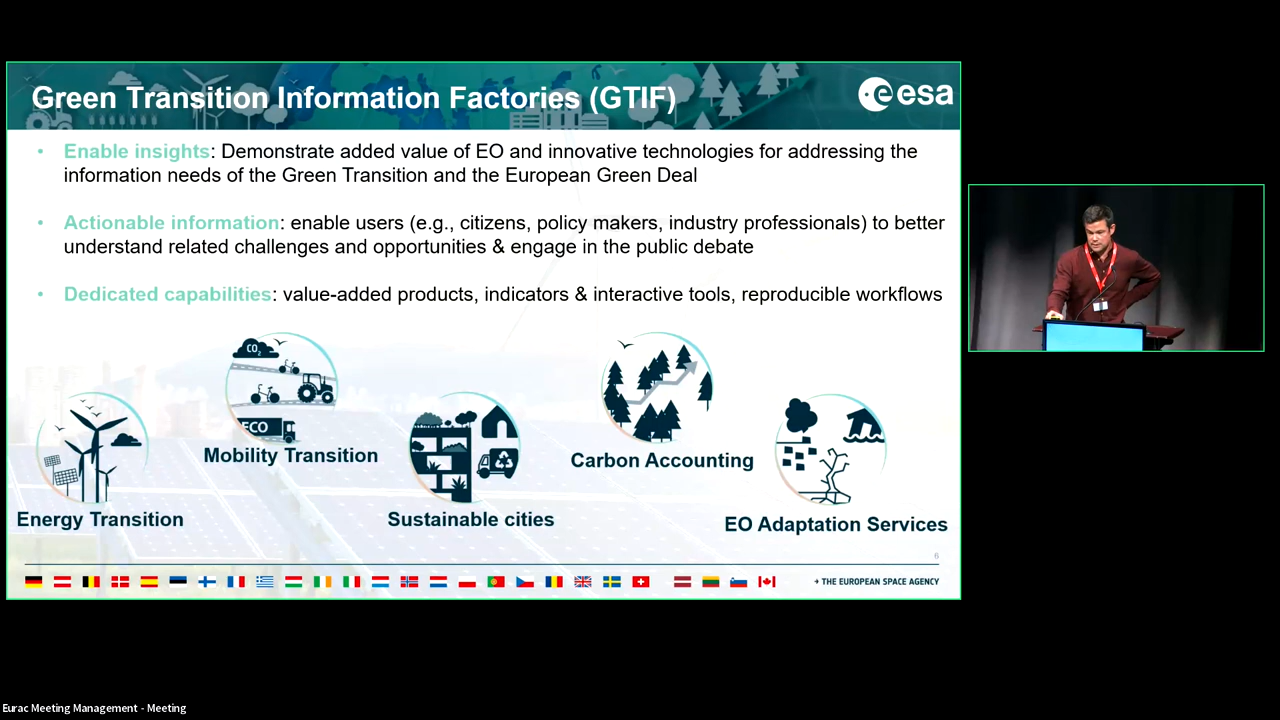 Green Transition Information Factories (GTIF)
esa
• Enable insights: Demonstrate added value of EO and innovative technologies for addressing the
information needs of the Green Transition and the European Green Deal
• Actionable information: enable users (e.g., citizens, policy makers, industry professionals) to better
understand related challenges and opportunities & engage in the public debate
• Dedicated capabilities: value-added products, indicators & interactive tools, reproducible workflows
CO2
ECO
Mobility Transition
Carbon Accounting
Energy Transition
Sustainable cities
EO Adaptation Services
6
→ THE EUROPEAN SPACE AGENCY
Eurac Meeting Management - Meeting